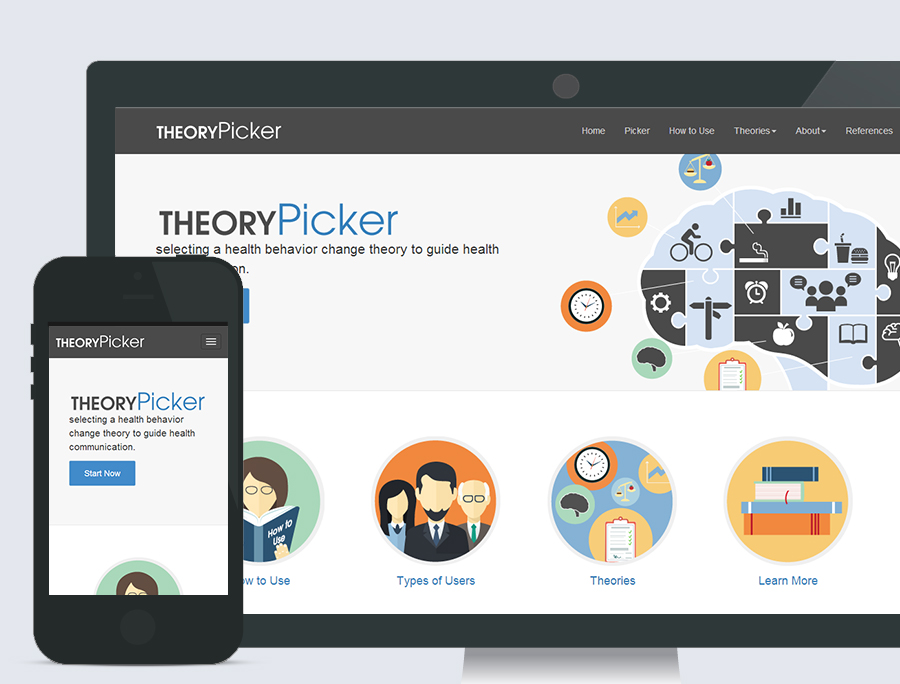 THEORYPicker
Home Picker How to Use Theories About References
THEORYPicker
selecting a health behavior change theory to guide health
on.
THEORYPicker
THEORYPicker
selecting a health behavior
change theory to guide health
communication.
Start Now
How to
Use
ow to Use
Types of Users
Theories
Learn More